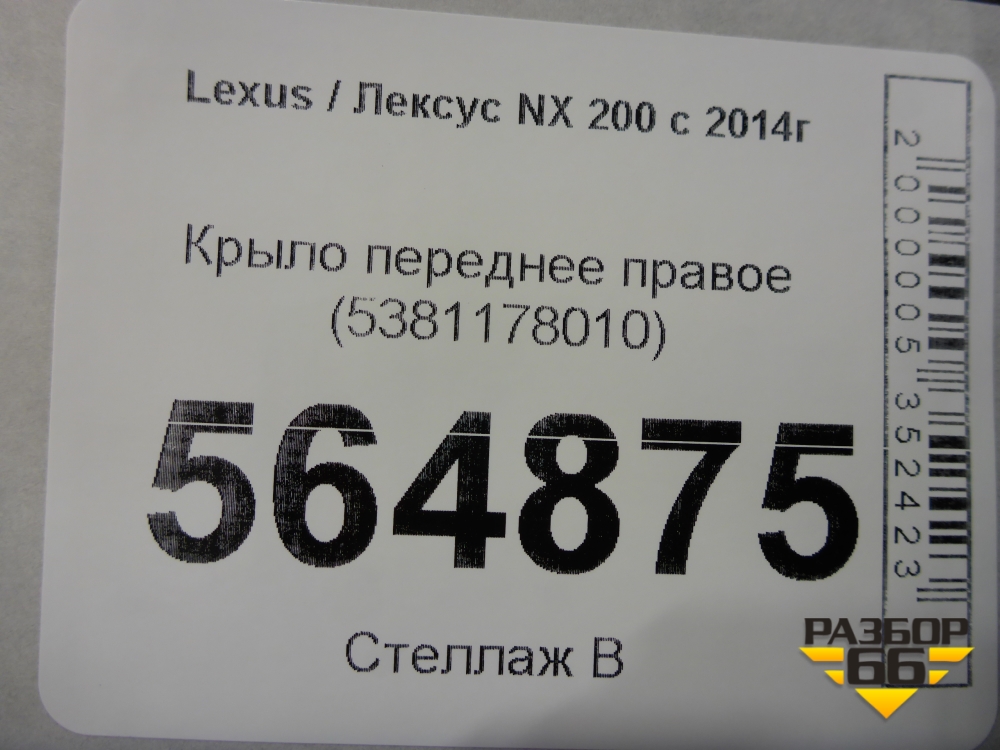 Lexus / Лексус NX 200 с 2014г
Крыло переднее правое
(5381178010)
564875
Стеллаж В
2000005352423
РАЗБОР
66